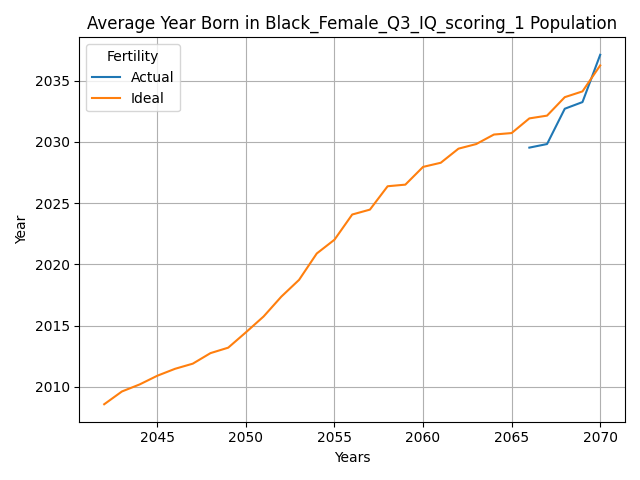 Average Year Born in Black_Female_Q3_IQ_scoring_1 Population
Fertility
Actual
Ideal
2035
2030
2025
2020
2015
2010
Year
2045 2050 2055 2060 2065 2070
Years